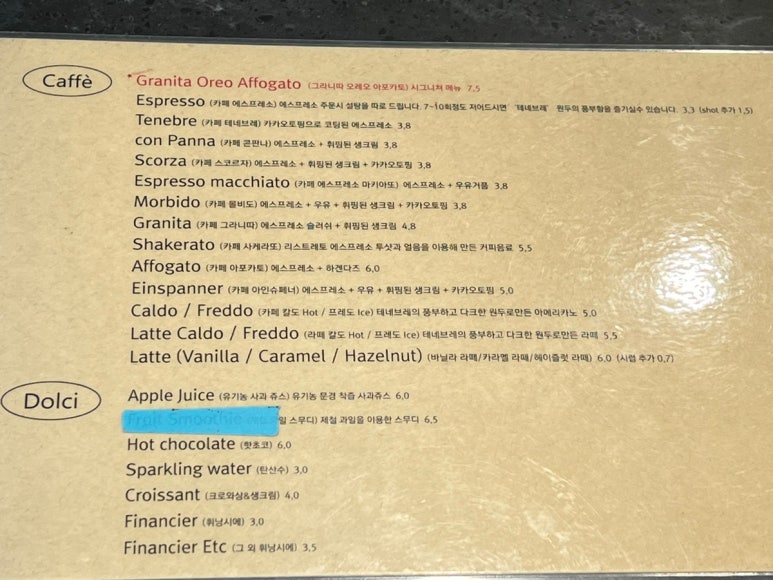 Caffè
Granita Oreo Affogato (그라니따 오레오 아포카토) 시그니쳐 메뉴 7,5
Espresso (카페 에스프레소) 에스프레소 주문시 설탕을 따로 드립니다. 7~10회정도 저어드시면 '테네브레' 원두의 풍부함을 즐기실수 있습니다. 3,3 (shot 추가 1,5)
Tenebre (카페 테네브레) 카카오토핑으로 코팅된 에스프레소 3,8
con Panna (카페 콘판나) 에스프레소 + 휘핑된 생크림 3,8
Scorza (카페 스코르자) 에스프레소 + 휘핑된 생크림 + 카카오토핑 3,8
Espresso macchiato (카페 에스프레소 마키아또) 에스프레소 + 우유거품 3,8
Morbido (카페 몰비도) 에스프레소 + 우유 + 휘핑된 생크림 + 카카오토핑 3,8
Granita (카페 그라니따) 에스프레소 슬러쉬 + 휘핑된 생크림 4,8
Shakerato (카페 사케라또) 리스트레토 에스프레소 투샷과 얼음을 이용해 만든 커피음료 5,5
Affogato (카페 아포카토) 에스프레소 + 하겐다즈 6,0
Einspanner (카페 아인슈페너) 에스프레소 + 우유 + 휘핑된 생크림 + 카카오토핑 5,0
Caldo / Freddo (카페 칼도 Hot / 프레도 Ice) 테네브레의 풍부하고 다크한 원두로만든 아메리카노 5,0
Latte Caldo / Freddo (라떼 칼도 Hot / 프레도 Ice) 테네브레의 풍부하고 다크한 원두로만든 라떼 5,5
Latte (Vanilla / Caramel / Hazelnut) (바닐라 라떼/카라멜 라떼/헤이즐럿 라떼) 6,0 (시럽 추가 0,7)
Dolci
Apple Juice (유기농 사과 쥬스) 유기농 문경 착즙 사과쥬스 6,0
Fruit Smoothie 일 스무디) 제철 과일을 이용한 스무디 6,5
Hot chocolate (핫초코) 6,0
Sparkling water (탄산수) 3,0
Croissant (크로와상&생크림) 4,0
Financier (휘낭시에) 3,0
Financier Etc (그 외 휘낭시에) 3,5